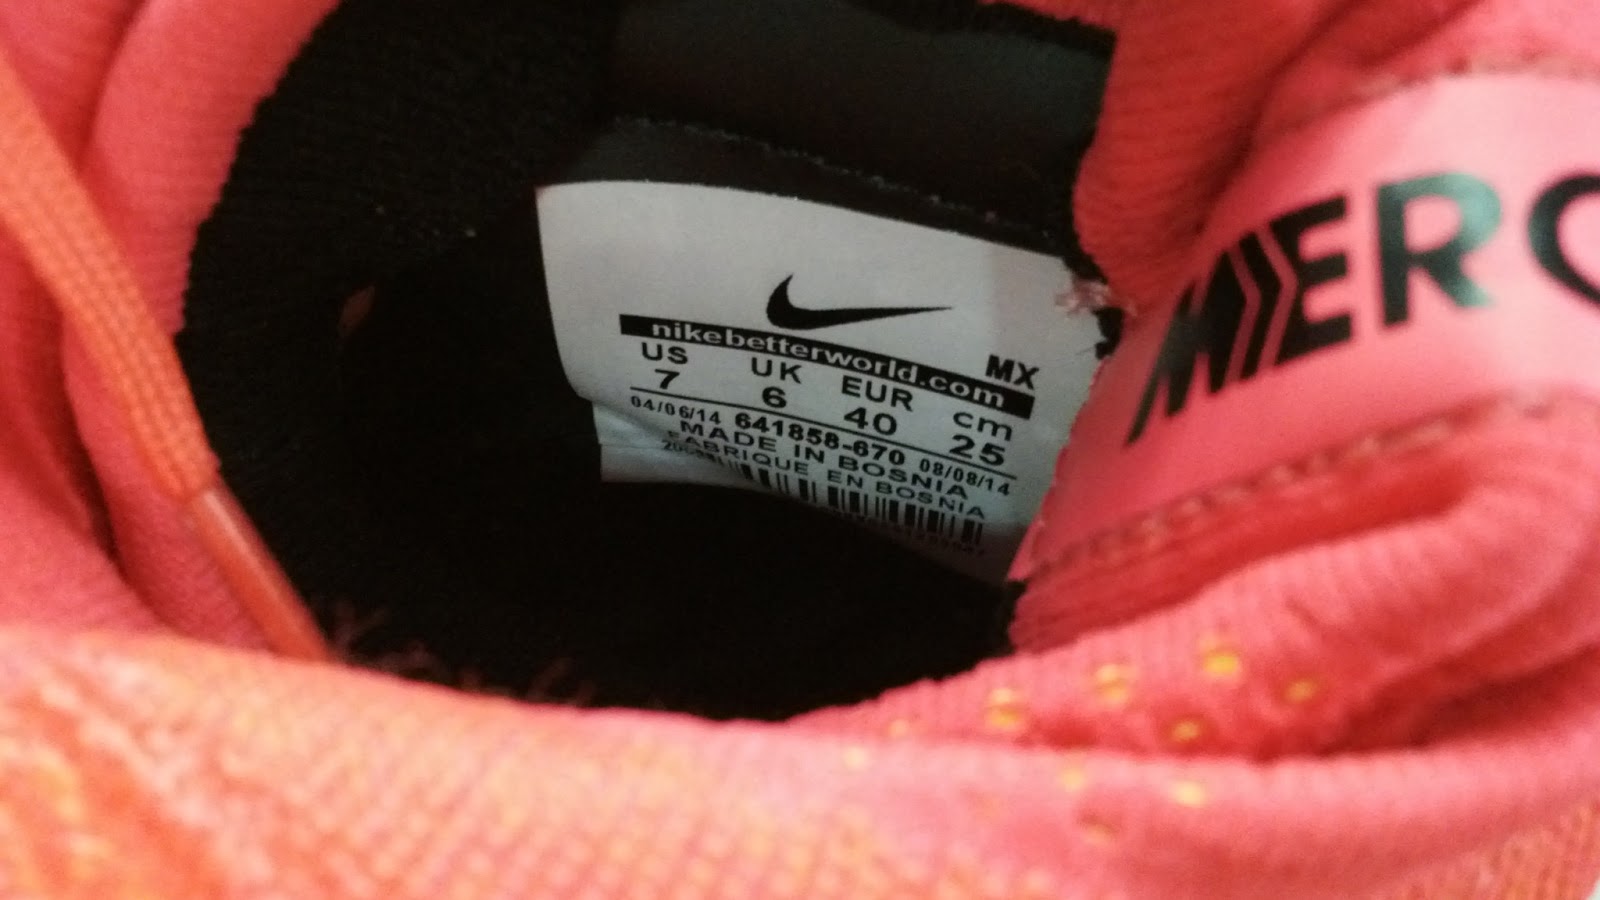 nikebetterworld.com
MX
US UK EUR cm
7 6 40 25
04/06/14 641858-670 08/08/14
MADE IN BOSNIA
FABRIQUE EN BOSNIA
MERC